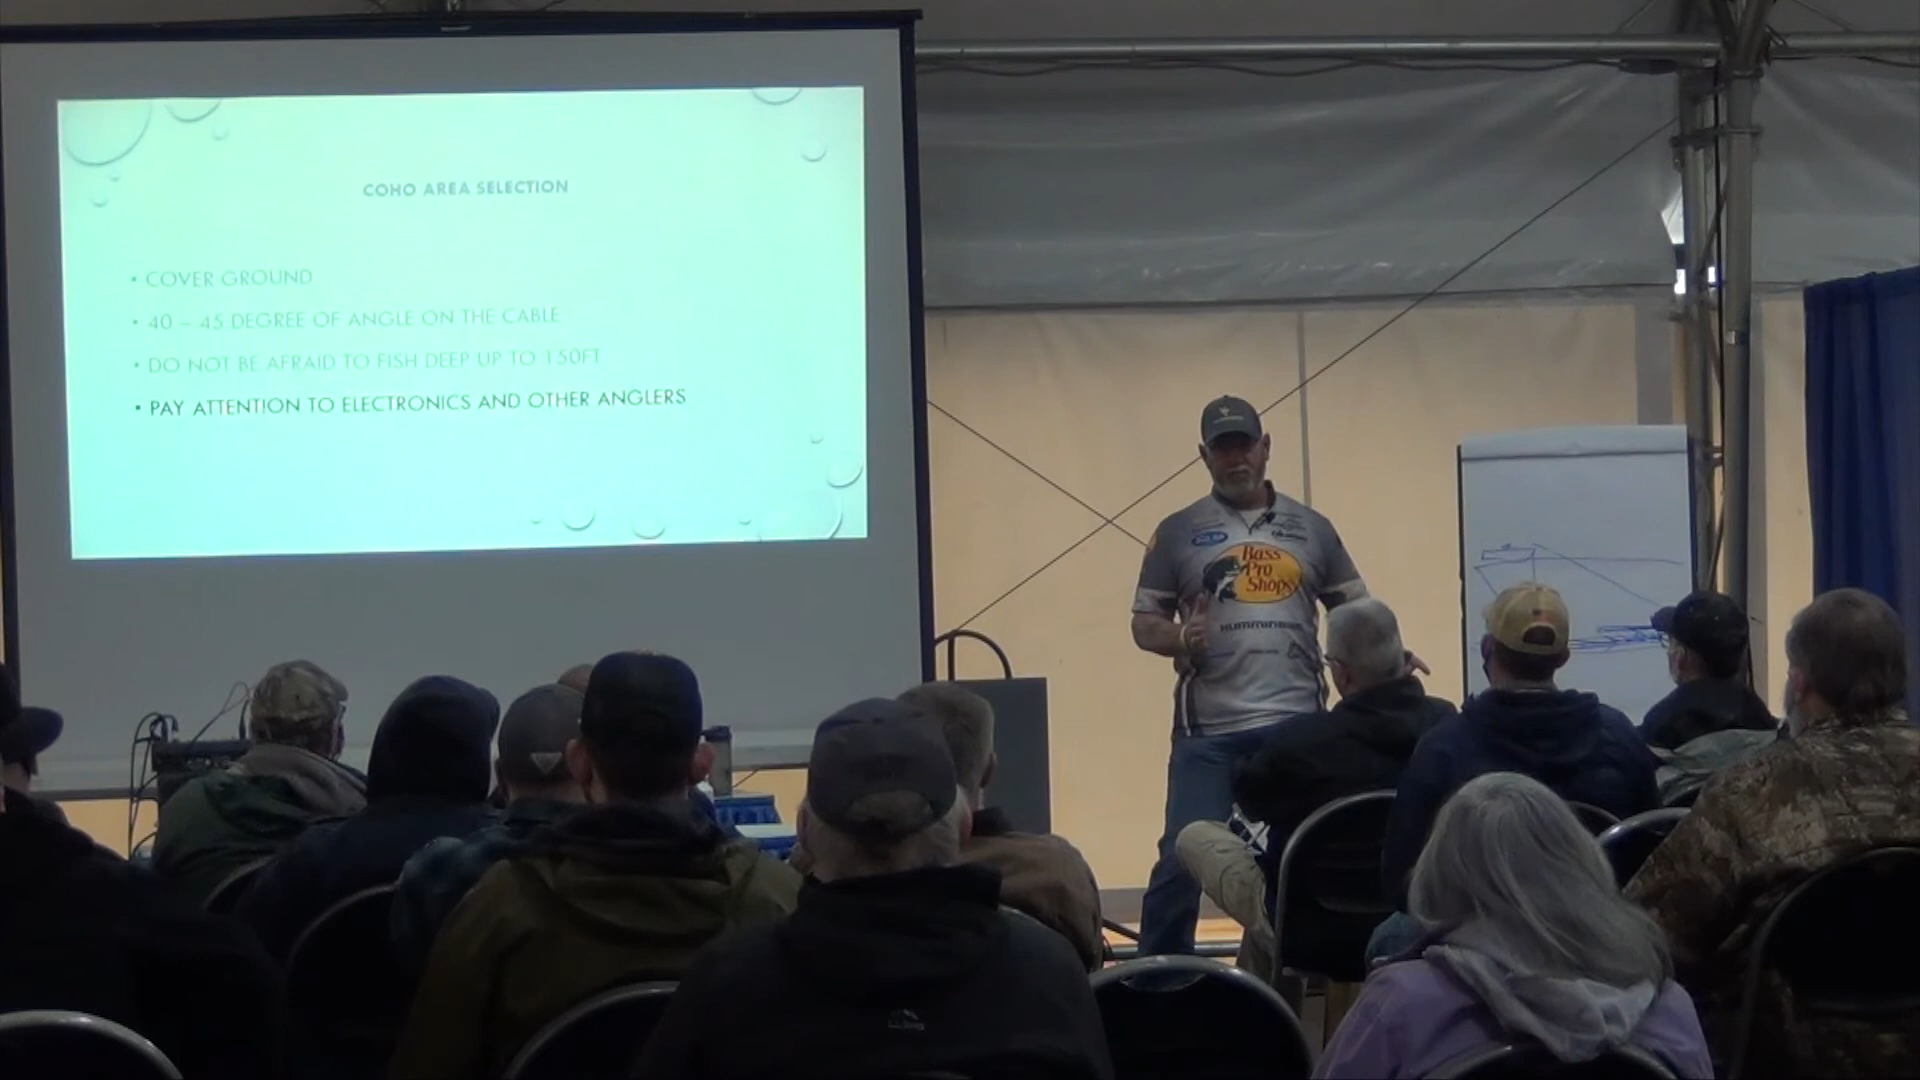 COHO AREA SELECTION
• COVER GROUND
• 40 – 45 DEGREE OF ANGLE ON THE CABLE
• DO NOT BE AFRAID TO FISH DEEP UP TO 150FT
• PAY ATTENTION TO ELECTRONICS AND OTHER ANGLERS
Bass
Pro
Shops
HUMMINBIRD